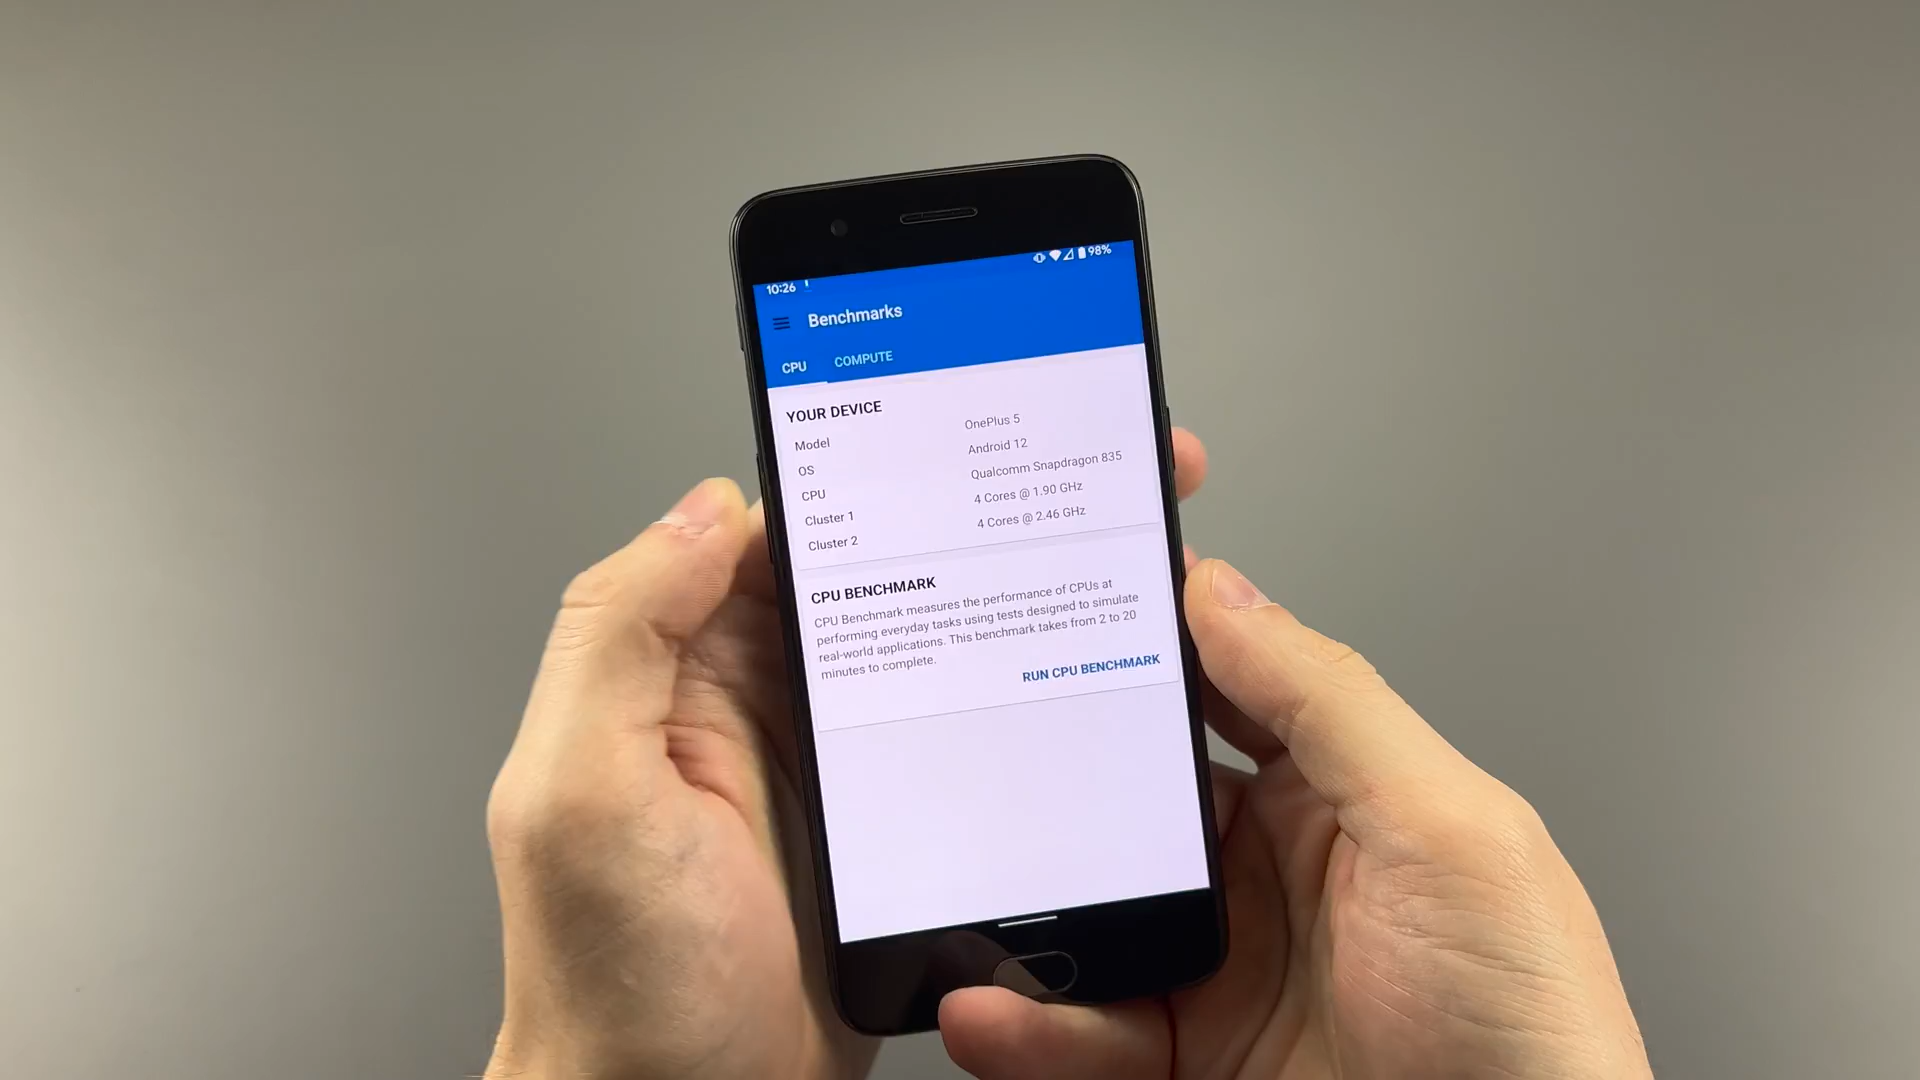 10:26
98%
Benchmarks
CPU COMPUTE
YOUR DEVICE
Model OnePlus 5
OS Android 12
CPU Qualcomm Snapdragon 835
Cluster 1 4 Cores @ 1.90 GHz
Cluster 2 4 Cores @ 2.46 GHz
CPU BENCHMARK
CPU Benchmark measures the performance of CPUs at
performing everyday tasks using tests designed to simulate
real-world applications. This benchmark takes from 2 to 20
minutes to complete.
RUN CPU BENCHMARK